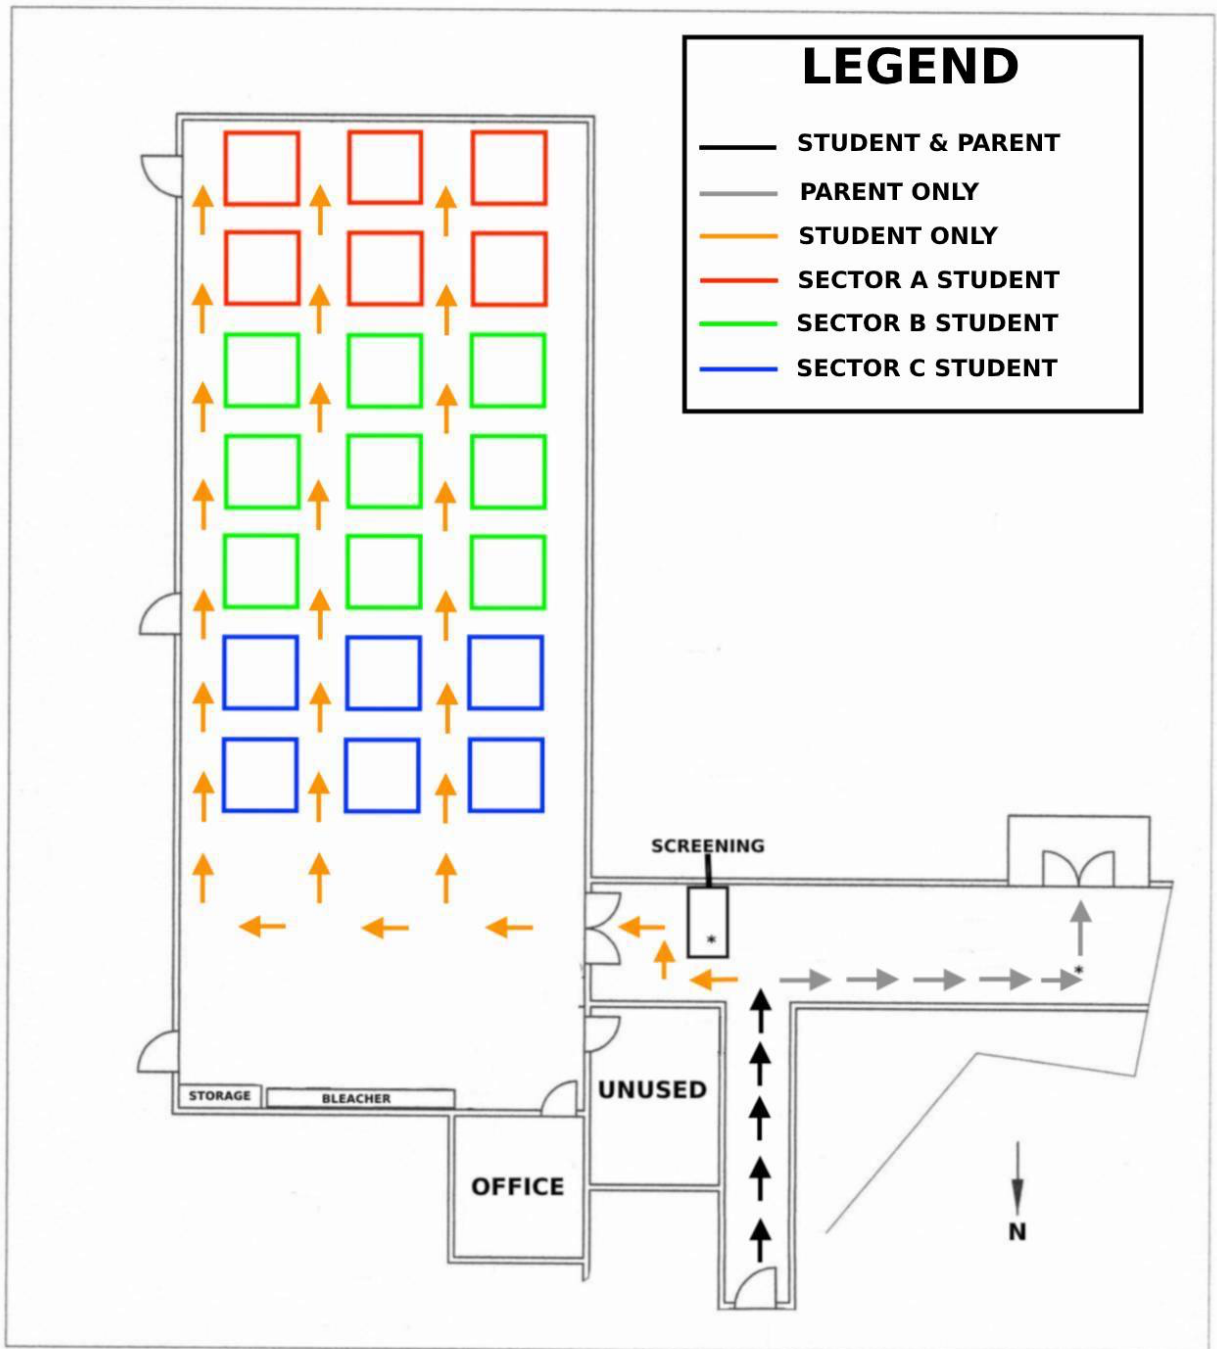 LEGEND
STUDENT & PARENT
PARENT ONLY
STUDENT ONLY
SECTOR A STUDENT
SECTOR B STUDENT
SECTOR C STUDENT
SCREENING
*
*
STORAGE
BLEACHER
UNUSED
OFFICE
N